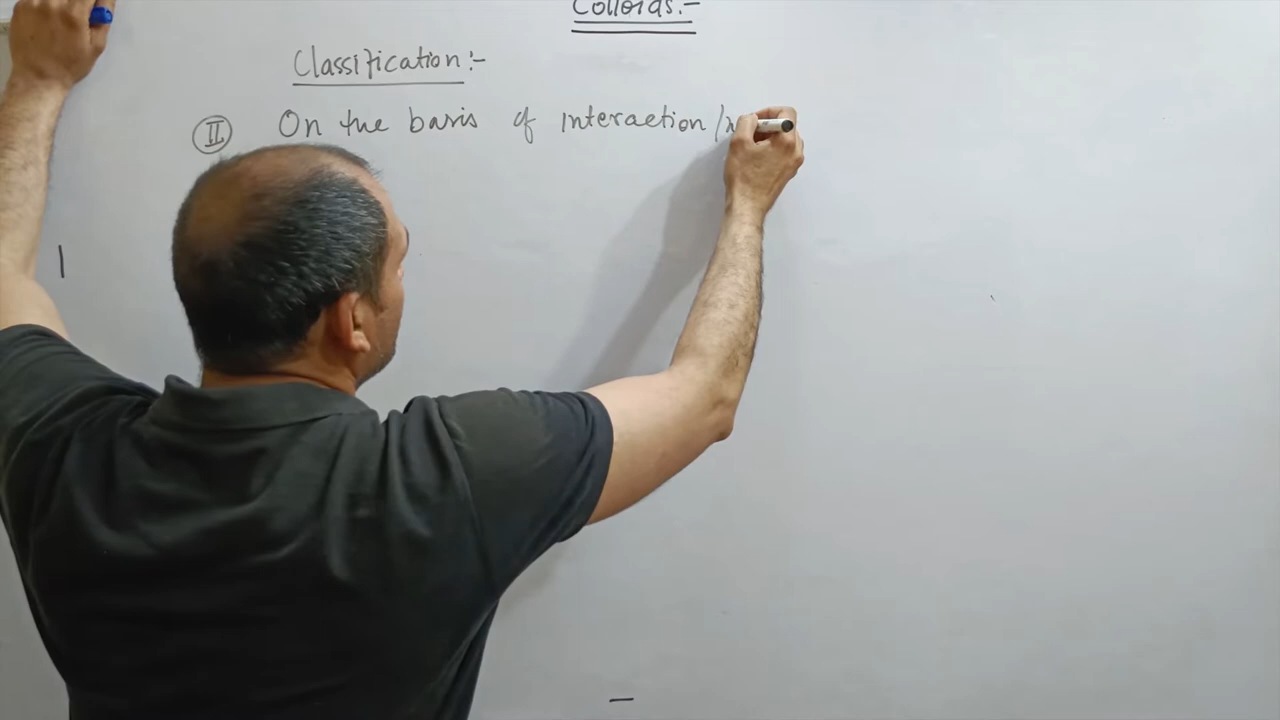 Colloids:-
Classification:-
II On the basis of interaction/